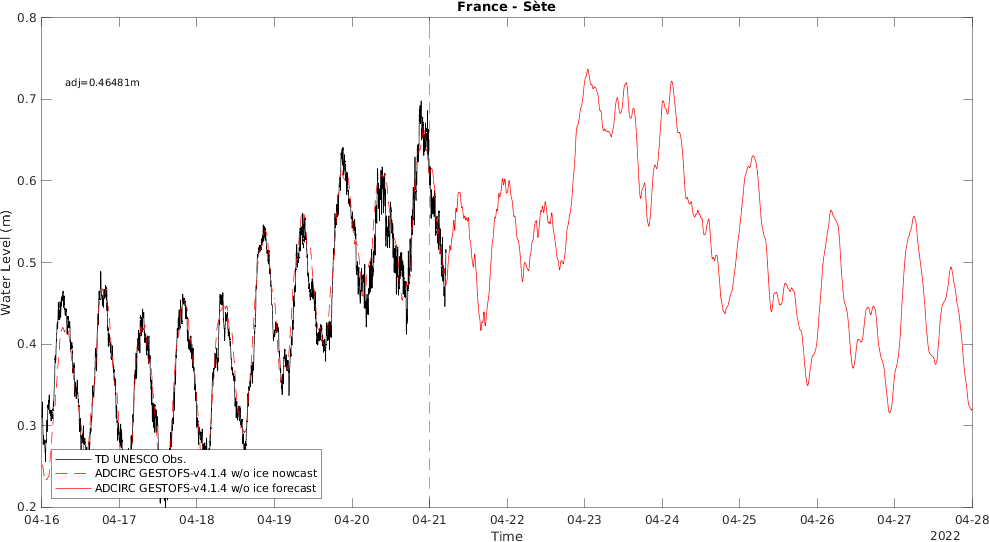 France - Sète
0.8
0.7
0.6
0.5
0.4
0.3
0.2
Water Level (m)
adj=0.46481m
TD UNESCO Obs.
ADCIRC GESTOFS-v4.1.4 w/o ice nowcast
ADCIRC GESTOFS-v4.1.4 w/o ice forecast
04-16 04-17 04-18 04-19 04-20 04-21 04-22 04-23 04-24 04-25 04-26 04-27 04-28
Time
2022